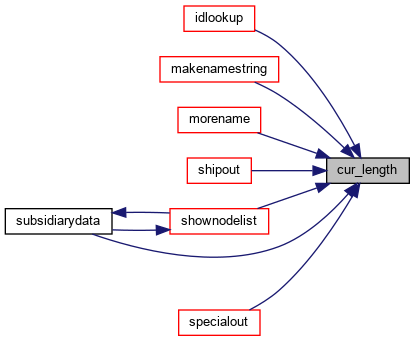 idlookup
makenamestring
morename
shipout
cur_length
subsidiarydata
shownodelist
specialout